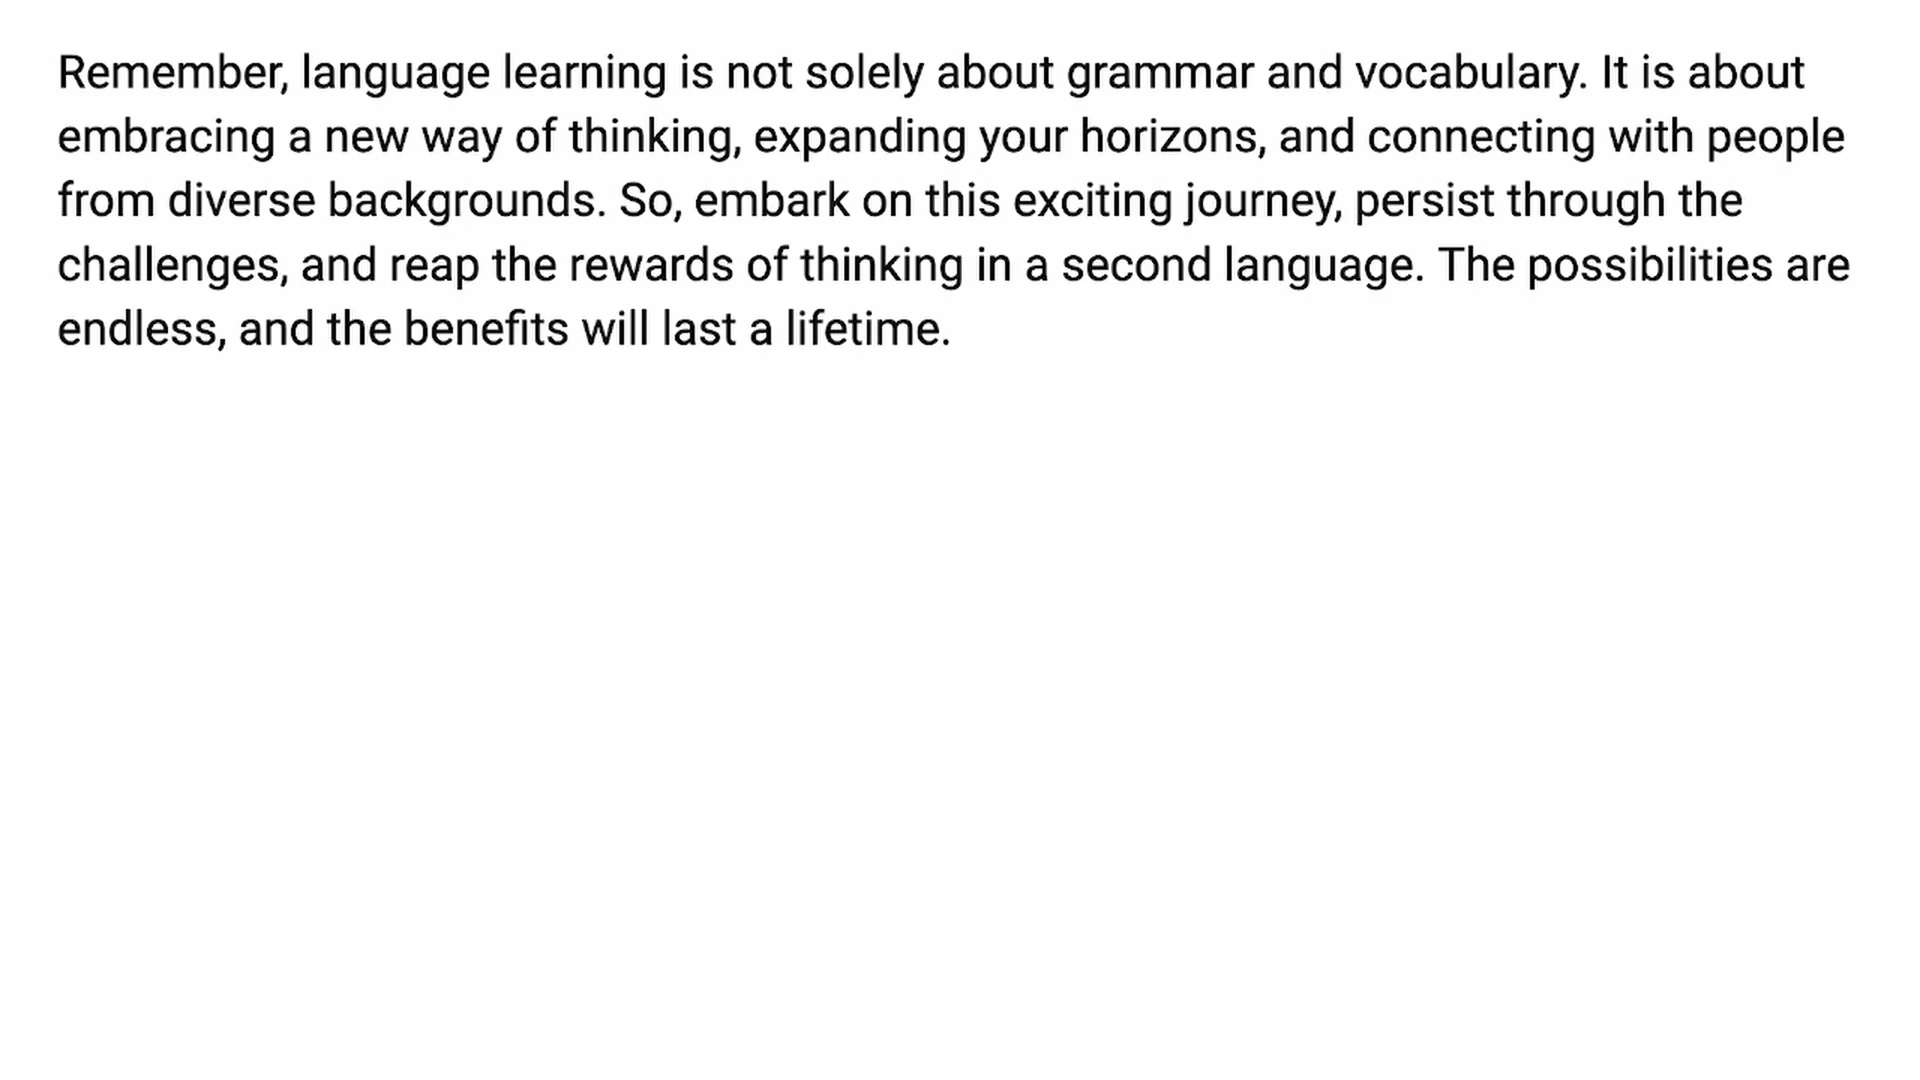 Remember, language learning is not solely about grammar and vocabulary. It is about
embracing a new way of thinking, expanding your horizons, and connecting with people
from diverse backgrounds. So, embark on this exciting journey, persist through the
challenges, and reap the rewards of thinking in a second language. The possibilities are
endless, and the benefits will last a lifetime.